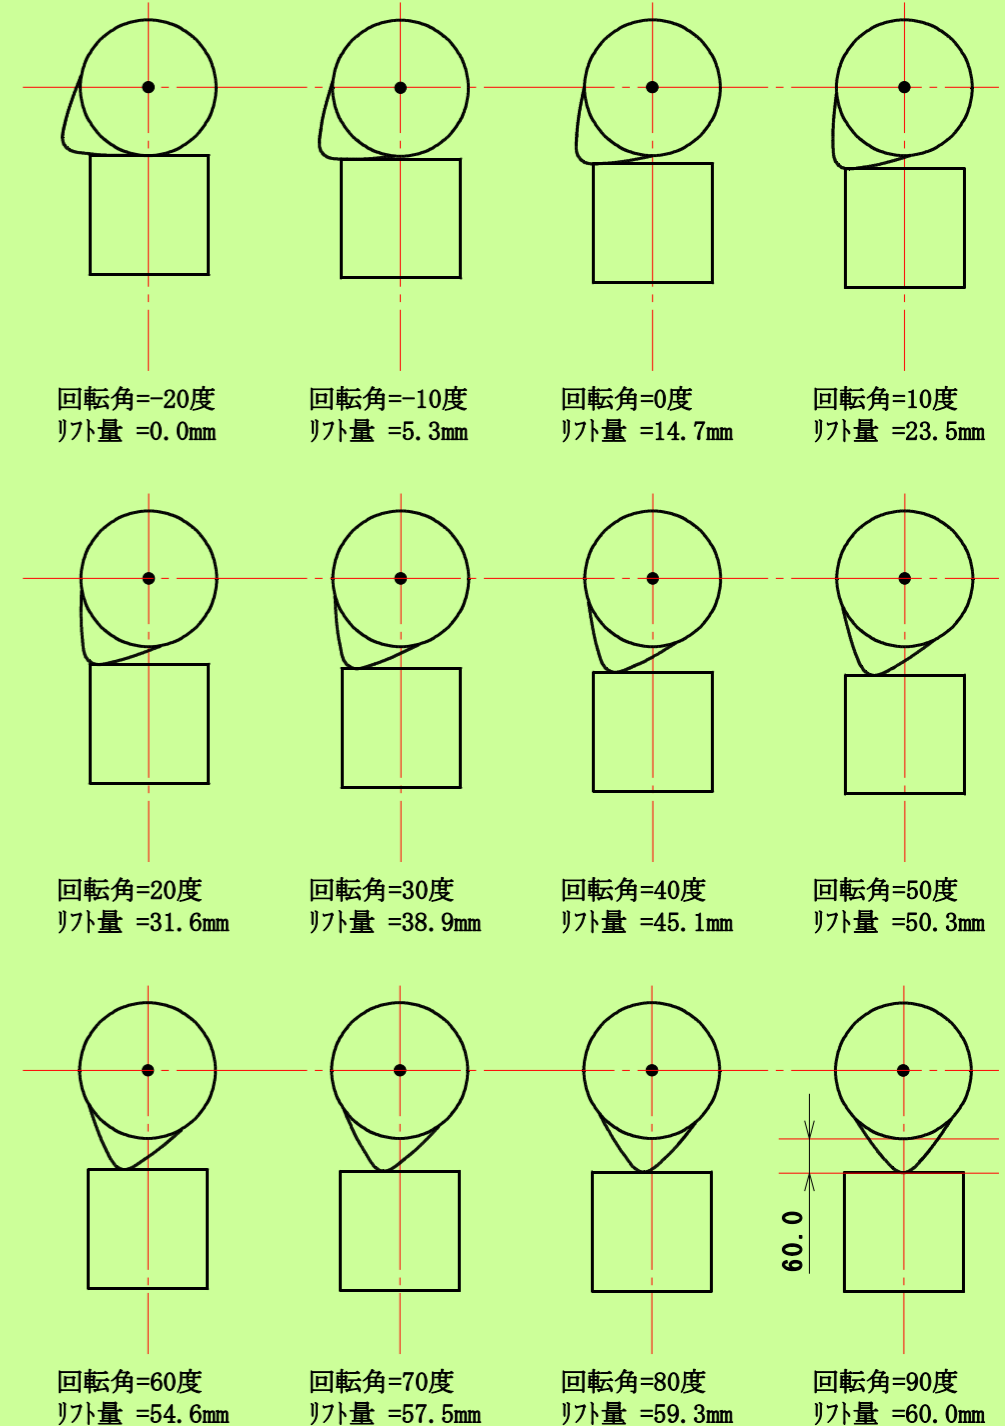 回転角=-20度
ﾘﾌﾄ量 =0.0mm
回転角=-10度
ﾘﾌﾄ量 =5.3mm
回転角=0度
ﾘﾌﾄ量 =14.7mm
回転角=10度
ﾘﾌﾄ量 =23.5mm
回転角=20度
ﾘﾌﾄ量 =31.6mm
回転角=30度
ﾘﾌﾄ量 =38.9mm
回転角=40度
ﾘﾌﾄ量 =45.1mm
回転角=50度
ﾘﾌﾄ量 =50.3mm
60.0
回転角=60度
ﾘﾌﾄ量 =54.6mm
回転角=70度
ﾘﾌﾄ量 =57.5mm
回転角=80度
ﾘﾌﾄ量 =59.3mm
回転角=90度
ﾘﾌﾄ量 =60.0mm